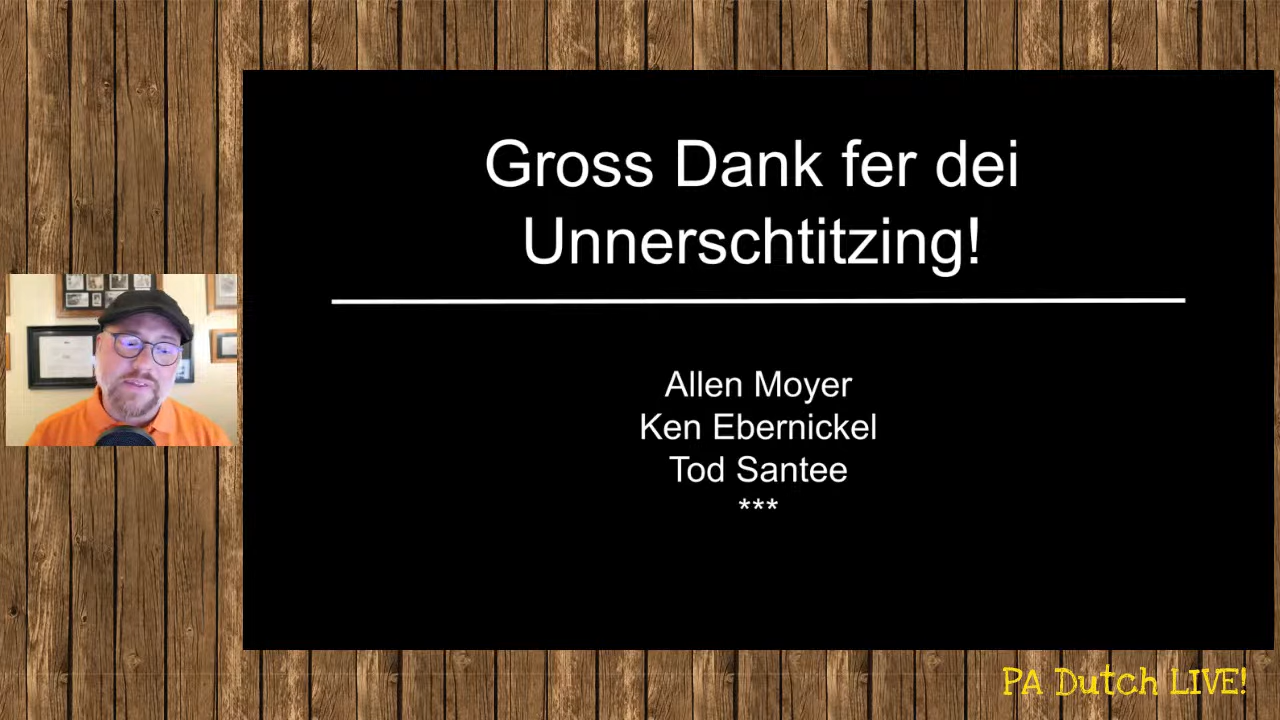 Gross Dank fer dei
Unnerschtitzing!
Allen Moyer
Ken Ebernickel
Tod Santee
***
PA Dutch LIVE!